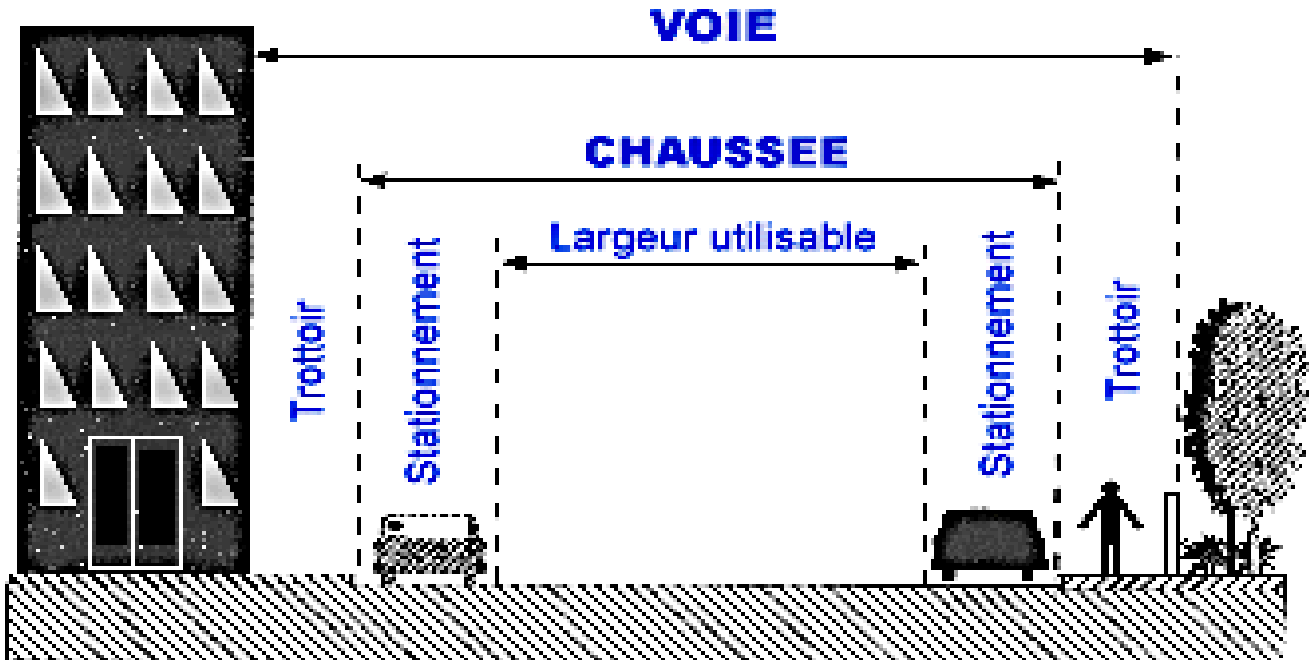 VOIE
CHAUSSEE
Largeur utilisable
Trottoir
Stationnement
Stationnement
Trottoir